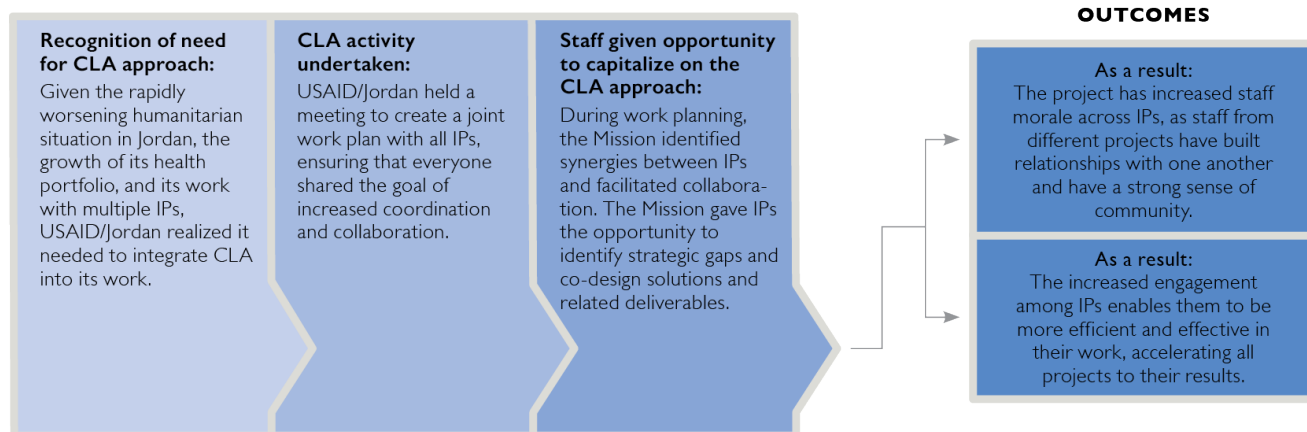 Recognition of need
for CLA approach:
Given the rapidly
worsening humanitarian
situation in Jordan, the
growth of its health
portfolio, and its work
with multiple IPs,
USAID/Jordan realized it
needed to integrate CLA
into its work.
CLA activity
undertaken:
USAID/Jordan held a
meeting to create a joint
work plan with all IPs,
ensuring that everyone
shared the goal of
increased coordination
and collaboration.
Staff given opportunity
to capitalize on the
CLA approach:
During work planning,
the Mission identified
synergies between IPs
and facilitated collabora-
tion. The Mission gave IPs
the opportunity to
identify strategic gaps and
co-design solutions and
related deliverables.
OUTCOMES
As a result:
The project has increased staff
morale across IPs, as staff from
different projects have built
relationships with one another
and have a strong sense of
community.
As a result:
The increased engagement
among IPs enables them to be
more efficient and effective in
their work, accelerating all
projects to their results.